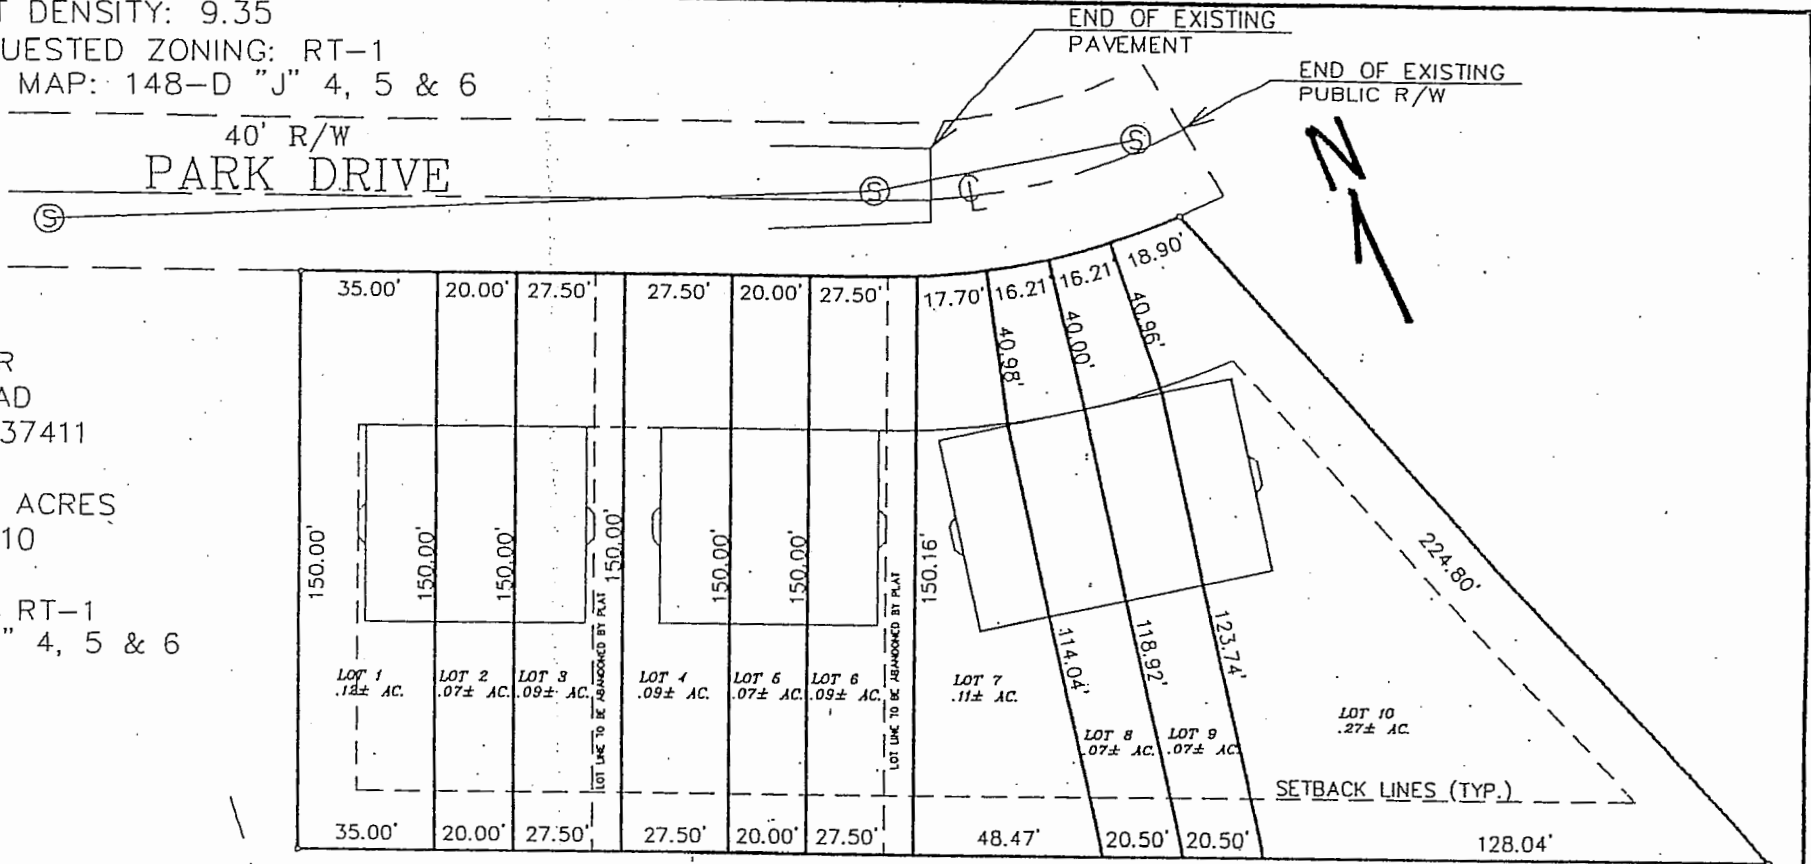 T DENSITY: 9.35
UESTED ZONING: RT-1
MAP: 148-D "J" 4, 5 & 6
END OF EXISTING
PAVEMENT
END OF EXISTING
PUBLIC R/W
40' R/W
PARK DRIVE
S
S
S
CL
N
35.00' 20.00' 27.50' 27.50' 20.00' 27.50' 17.70' 16.21' 16.21' 18.90'
40.98' 40.00' 40.96'
R
AD
37411
ACRES
10
RT-1
" 4, 5 & 6
150.00' 150.00' 150.00' 150.00' 150.00' 150.00' 150.16'
LOT LINE TO BE ABANDONED BY PLAT
LOT LINE TO BE ABANDONED BY PLAT
114.04' 118.92' 123.74'
224.80'
LOT 1
.12± AC.
LOT 2
.07± AC.
LOT 3
.09± AC.
LOT 4
.09± AC.
LOT 5
.07± AC.
LOT 6
.09± AC.
LOT 7
.11± AC.
LOT 8
.07± AC.
LOT 9
.07± AC.
LOT 10
.27± AC.
SETBACK LINES (TYP.)
35.00' 20.00' 27.50' 27.50' 20.00' 27.50' 48.47' 20.50' 20.50' 128.04'